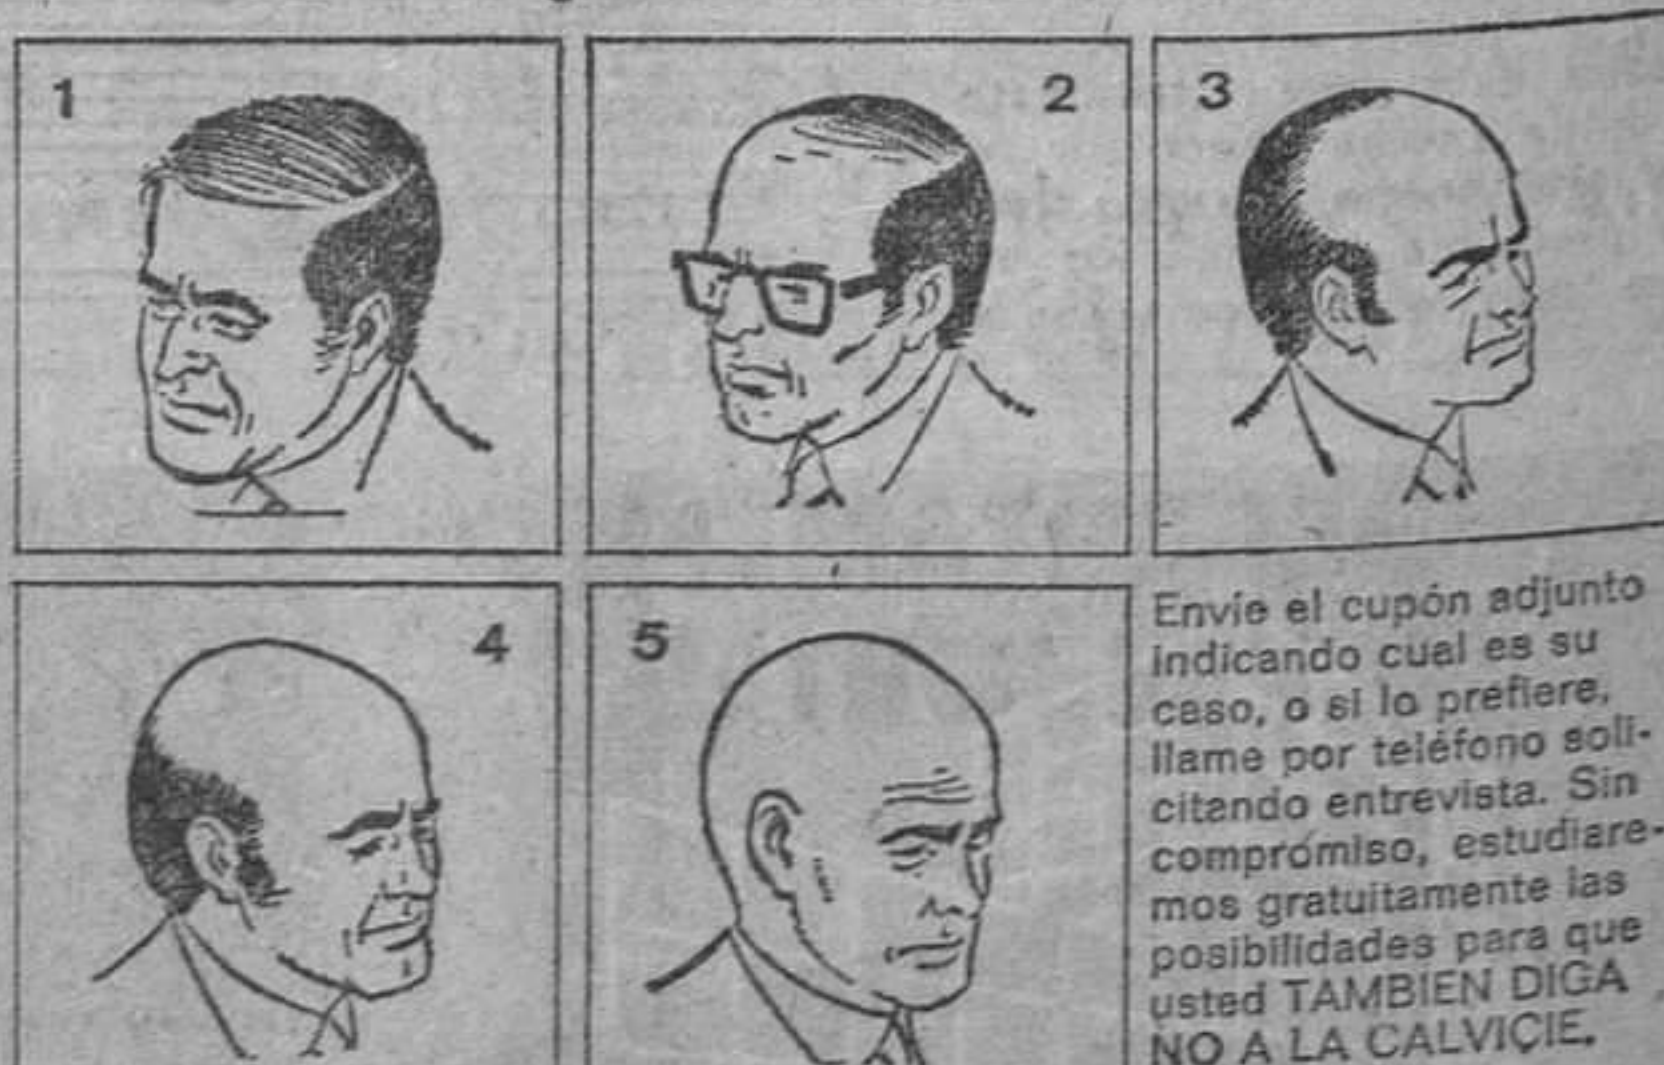 1
2
3
4
5
Envíe el cupón adjunto
indicando cual es su
caso, o si lo prefiere,
llame por teléfono soli-
citando entrevista. Sin
compromiso, estudiare-
mos gratuitamente las
posibilidades para que
usted TAMBIEN DIGA
NO A LA CALVICIE.